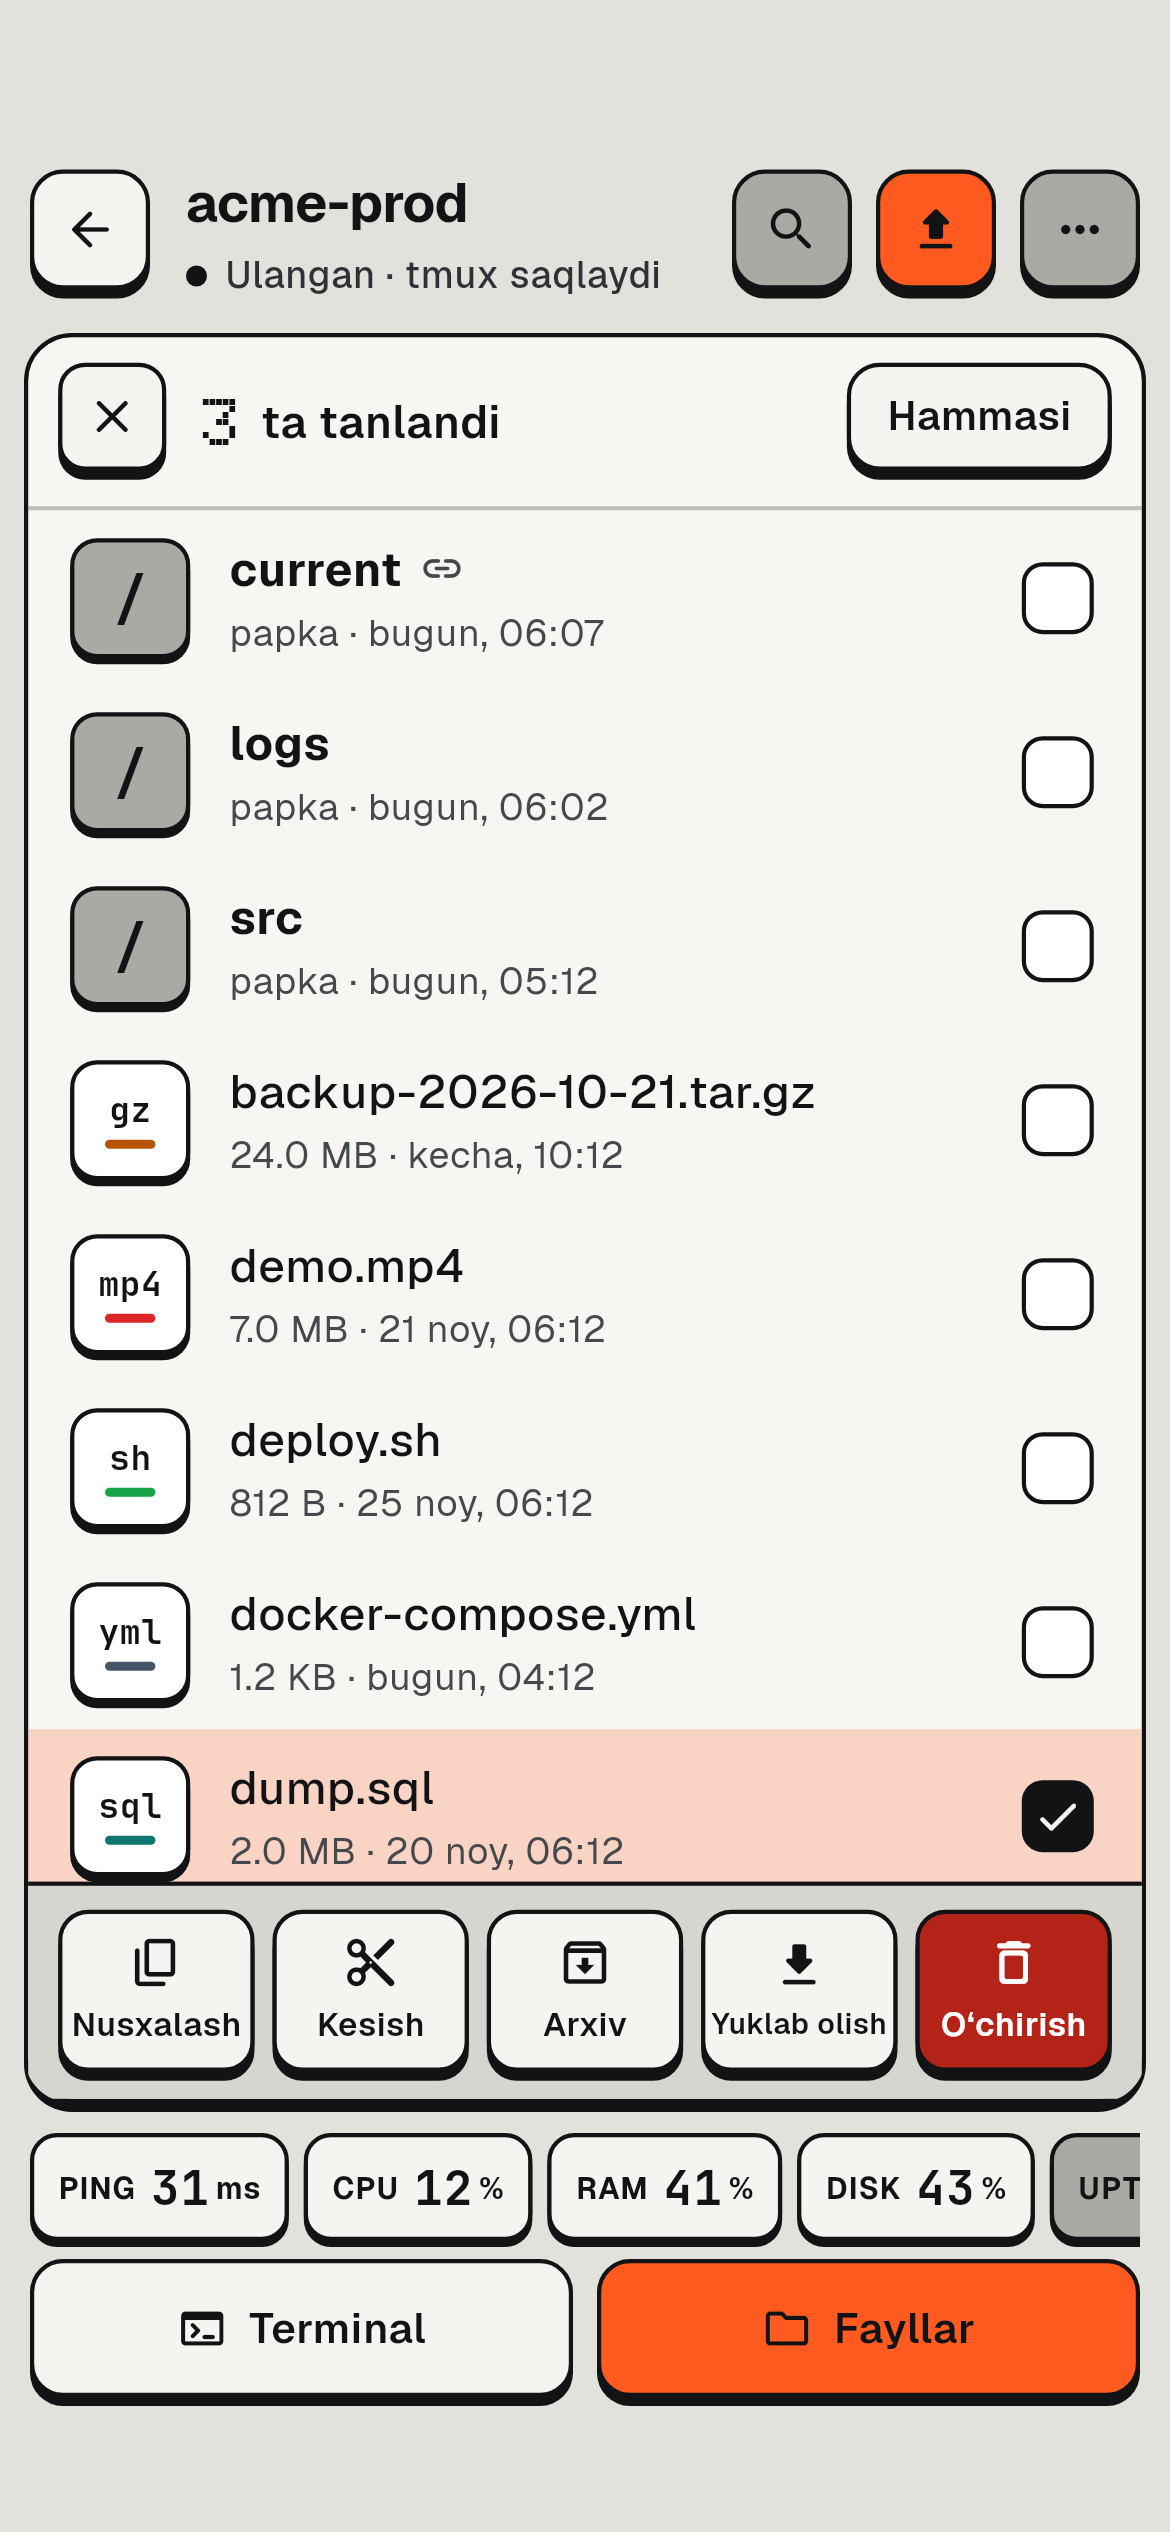 acme-prod
Ulangan · tmux saqlaydi
3 ta tanlandi
Hammasi
/
current
papka · bugun, 06:07
/
logs
papka · bugun, 06:02
/
src
papka · bugun, 05:12
gz
backup-2026-10-21.tar.gz
24.0 MB · kecha, 10:12
mp4
demo.mp4
7.0 MB · 21 noy, 06:12
sh
deploy.sh
812 B · 25 noy, 06:12
yml
docker-compose.yml
1.2 KB · bugun, 04:12
sql
dump.sql
2.0 MB · 20 noy, 06:12
Nusxalash
Kesish
Arxiv
Yuklab olish
Oʻchirish
PING 31 ms
CPU 12 %
RAM 41 %
DISK 43 %
UPT
Terminal
Fayllar